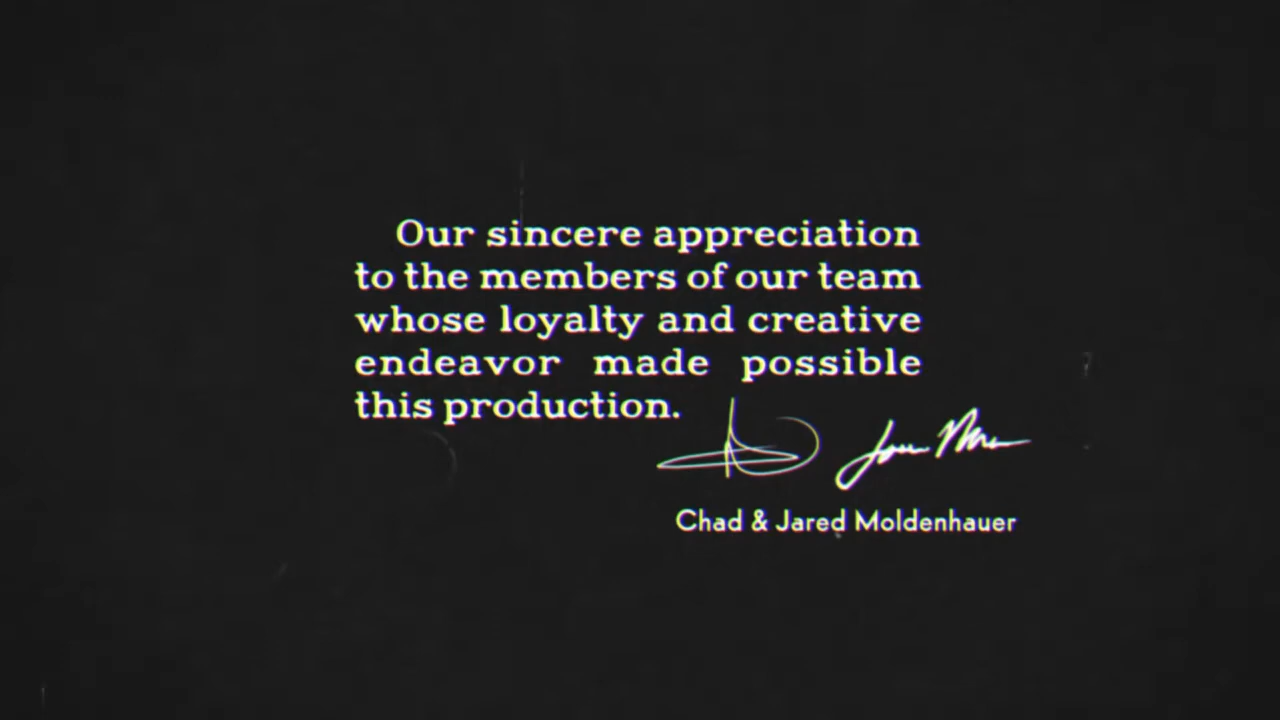 Our sincere appreciation
to the members of our team
whose loyalty and creative
endeavor made possible
this production.
Chad & Jared Moldenhauer